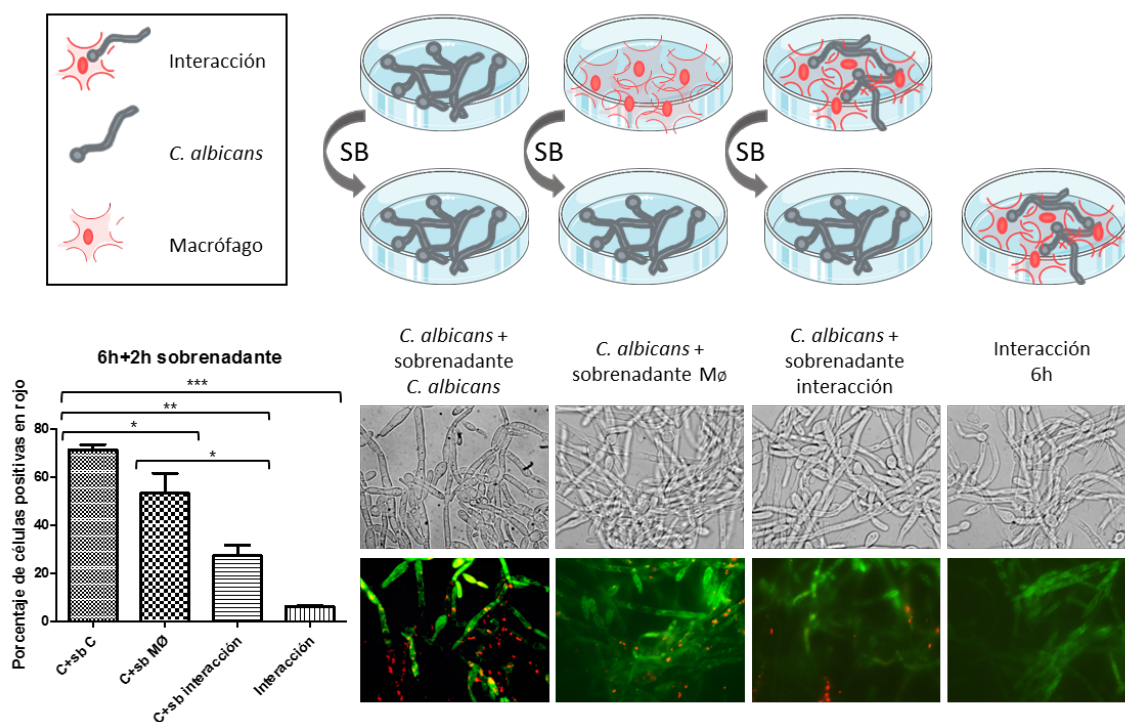 Interacción
C. albicans
Macrófago
SB
SB
SB
C. albicans +
sobrenadante
C. albicans
C. albicans +
sobrenadante Mø
C. albicans +
sobrenadante
interacción
Interacción
6h
6h+2h sobrenadante
***
**
*
*
Porcentaje de células positivas en rojo
80
60
40
20
0
C+sb C
C+sb MØ
C+sb interacción
Interacción